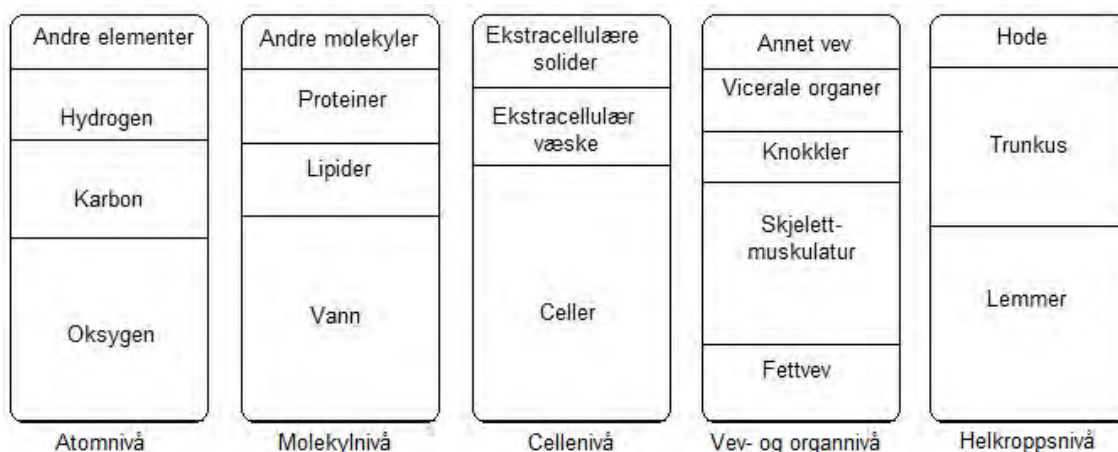 Andre elementer
Hydrogen
Karbon
Oksygen
Atomnivå
Andre molekyler
Proteiner
Lipider
Vann
Molekylnivå
Ekstracellulære
solider
Ekstracellulær
væske
Celler
Cellenivå
Annet vev
Vicerale organer
Knokkler
Skjelett-
muskulatur
Fettvev
Vev- og organnivå
Hode
Trunkus
Lemmer
Helkroppsnivå